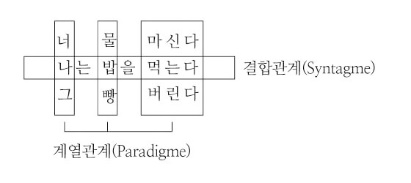 너 물 마신다
나는 밥을 먹는다 결합관계(Syntagme)
그 빵 버린다
계열관계(Paradigme)